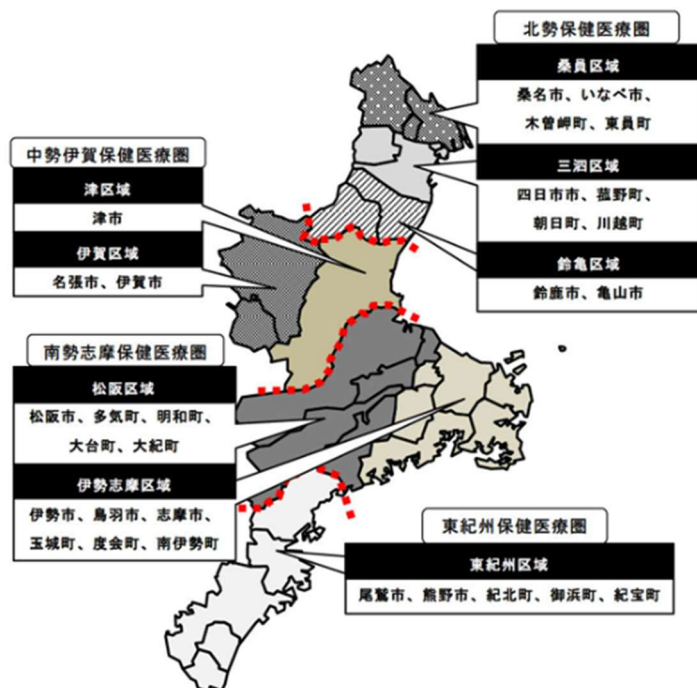 北勢保健医療圏
桑員区域
桑名市、いなべ市、
木曽岬町、東員町
三泗区域
四日市市、菰野町、
朝日町、川越町
鈴亀区域
鈴鹿市、亀山市
中勢伊賀保健医療圏
津区域
津市
伊賀区域
名張市、伊賀市
南勢志摩保健医療圏
松阪区域
松阪市、多気町、明和町、
大台町、大紀町
伊勢志摩区域
伊勢市、鳥羽市、志摩市、
玉城町、度会町、南伊勢町
東紀州保健医療圏
東紀州区域
尾鷲市、熊野市、紀北町、御浜町、紀宝町